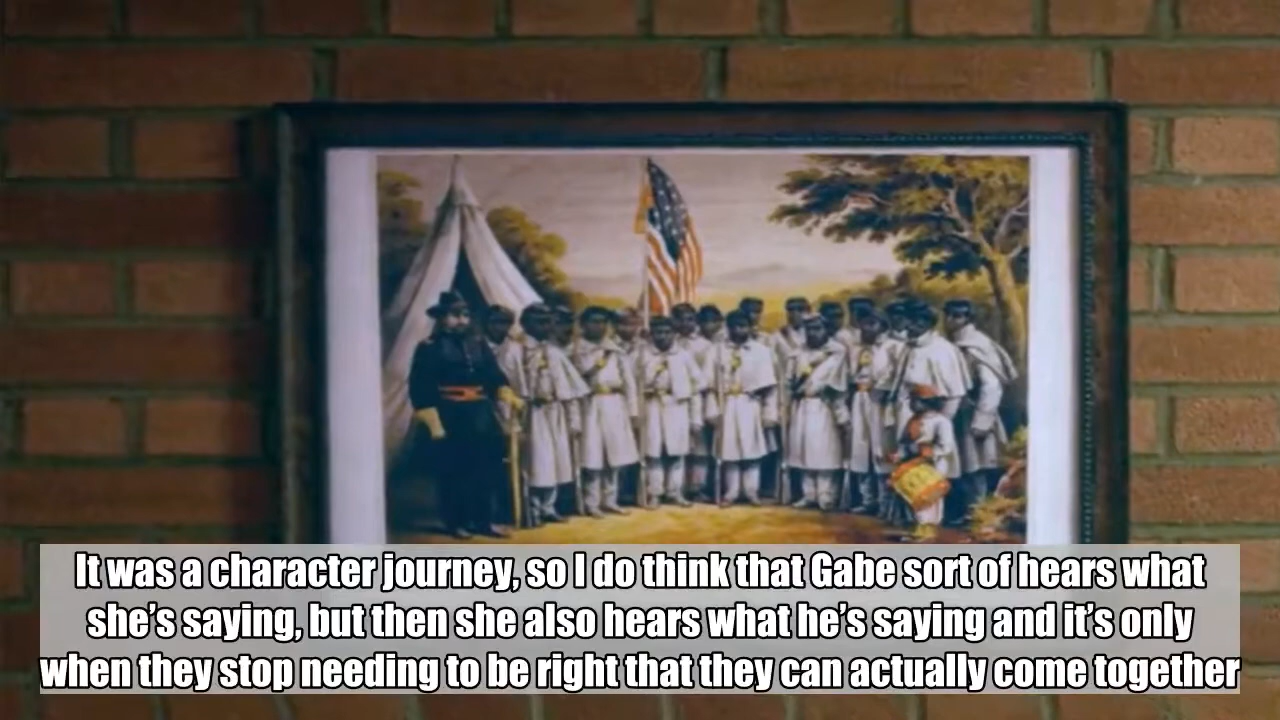 It was a character journey, so I do think that Gabe sort of hears what
she’s saying, but then she also hears what he’s saying and it’s only
when they stop needing to be right that they can actually come together